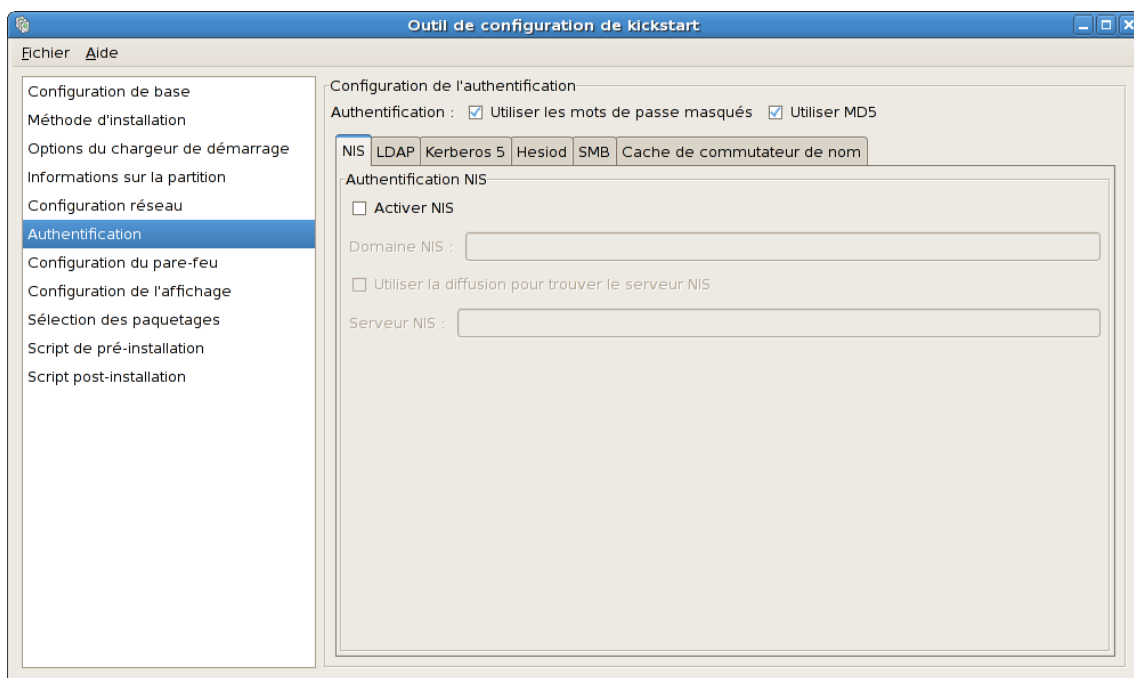 Outil de configuration de kickstart
Fichier Aide
Configuration de base
Méthode d'installation
Options du chargeur de démarrage
Informations sur la partition
Configuration réseau
Authentification
Configuration du pare-feu
Configuration de l'affichage
Sélection des paquetages
Script de pré-installation
Script post-installation
Configuration de l'authentification
Authentification : Utiliser les mots de passe masqués Utiliser MD5
NIS LDAP Kerberos 5 Hesiod SMB Cache de commutateur de nom
Authentification NIS
Activer NIS
Domaine NIS :
Utiliser la diffusion pour trouver le serveur NIS
Serveur NIS :